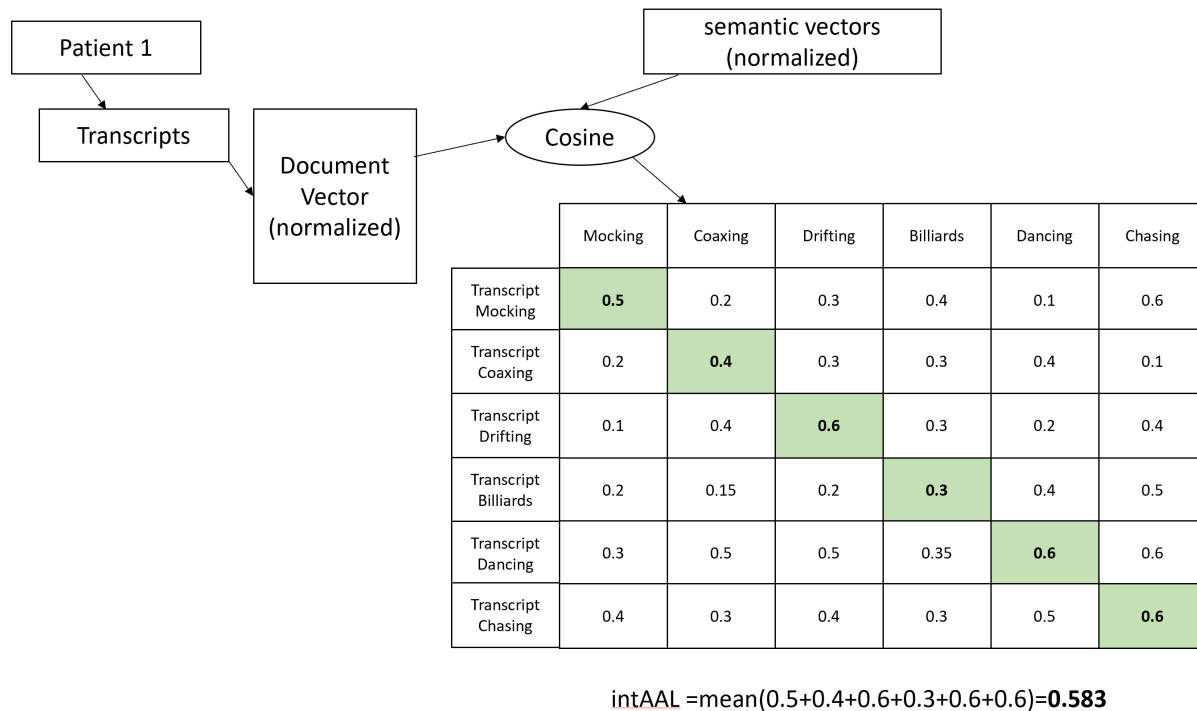 Patient 1
semantic vectors
(normalized)
Transcripts
Cosine
Document
Vector
(normalized)
Mocking Coaxing Drifting Billiards Dancing Chasing
Transcript
Mocking
0.5 0.2 0.3 0.4 0.1 0.6
Transcript
Coaxing
0.2 0.4 0.3 0.3 0.4 0.1
Transcript
Drifting
0.1 0.4 0.6 0.3 0.2 0.4
Transcript
Billiards
0.2 0.15 0.2 0.3 0.4 0.5
Transcript
Dancing
0.3 0.5 0.5 0.35 0.6 0.6
Transcript
Chasing
0.4 0.3 0.4 0.3 0.5 0.6
intAAL =mean(0.5+0.4+0.6+0.3+0.6+0.6)=0.583